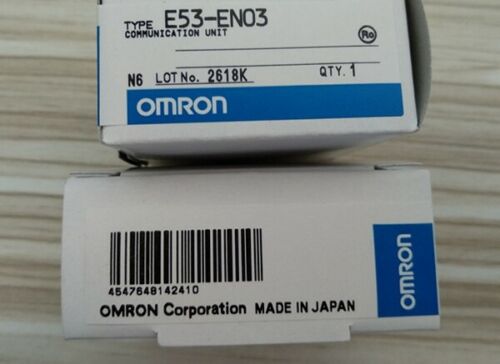 TYPE E53-EN03
COMMUNICATION UNIT
Ro
N6 LOT No. 2618K QTY. 1
OMRON
4547648142410
OMRON Corporation MADE IN JAPAN
OMRON